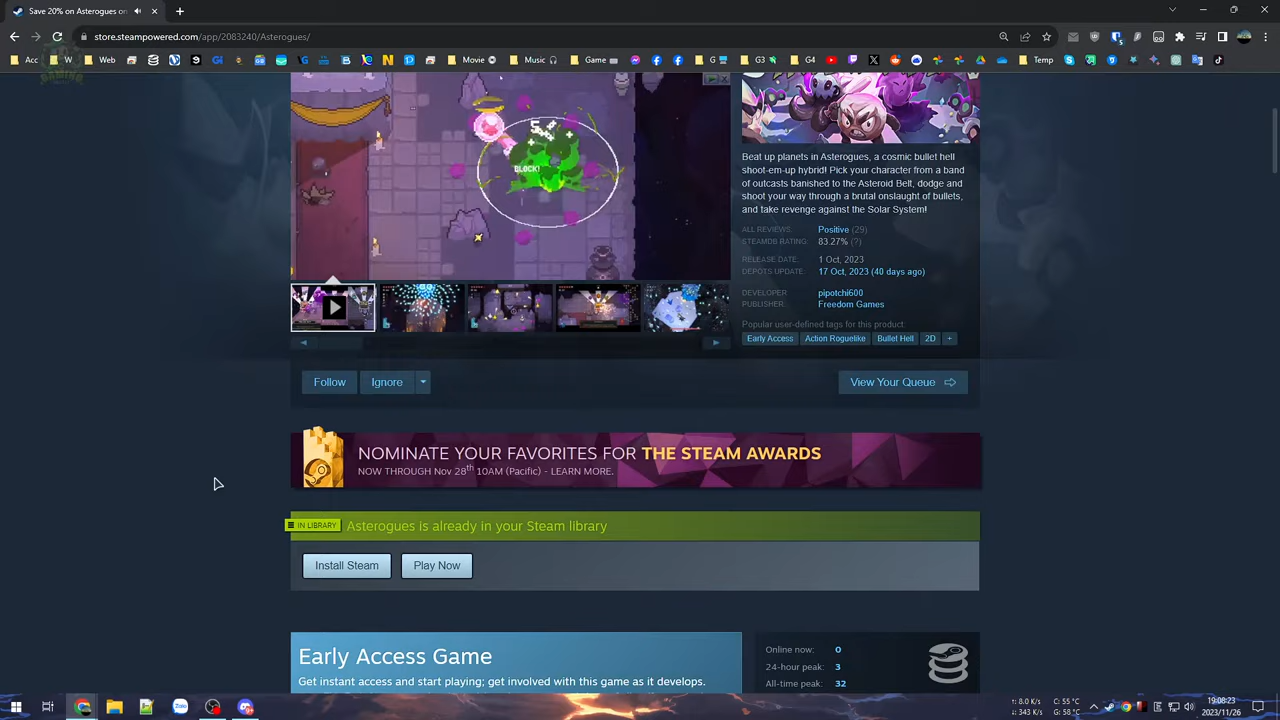 Save 20% on Asterogues on
store.steampowered.com/app/2083240/Asterogues/
Acc
W
Web
Movie
Music
Game
G
G3
G4
Temp
GAMING
BLOCK!
Beat up planets in Asterogues, a cosmic bullet hell
shoot-em-up hybrid! Pick your character from a band
of outcasts banished to the Asteroid Belt, dodge and
shoot your way through a brutal onslaught of bullets,
and take revenge against the Solar System!
ALL REVIEWS: Positive (29)
STEAMDB RATING: 83.27% (?)
RELEASE DATE: 1 Oct, 2023
DEPOTS UPDATE: 17 Oct, 2023 (40 days ago)
DEVELOPER: pipotchi600
PUBLISHER: Freedom Games
Popular user-defined tags for this product:
Early Access Action Roguelike Bullet Hell 2D +
Follow Ignore View Your Queue
NOMINATE YOUR FAVORITES FOR THE STEAM AWARDS
NOW THROUGH Nov 28th 10AM (Pacific) - LEARN MORE.
IN LIBRARY Asterogues is already in your Steam library
Install Steam Play Now
Early Access Game
Get instant access and start playing; get involved with this game as it develops.
Online now: 0
24-hour peak: 3
All-time peak: 32
Zalo
↑: 8.0 K/s C: 55 °C
↓: 343 K/s G: 58 °C
19:08:23
2023/11/26